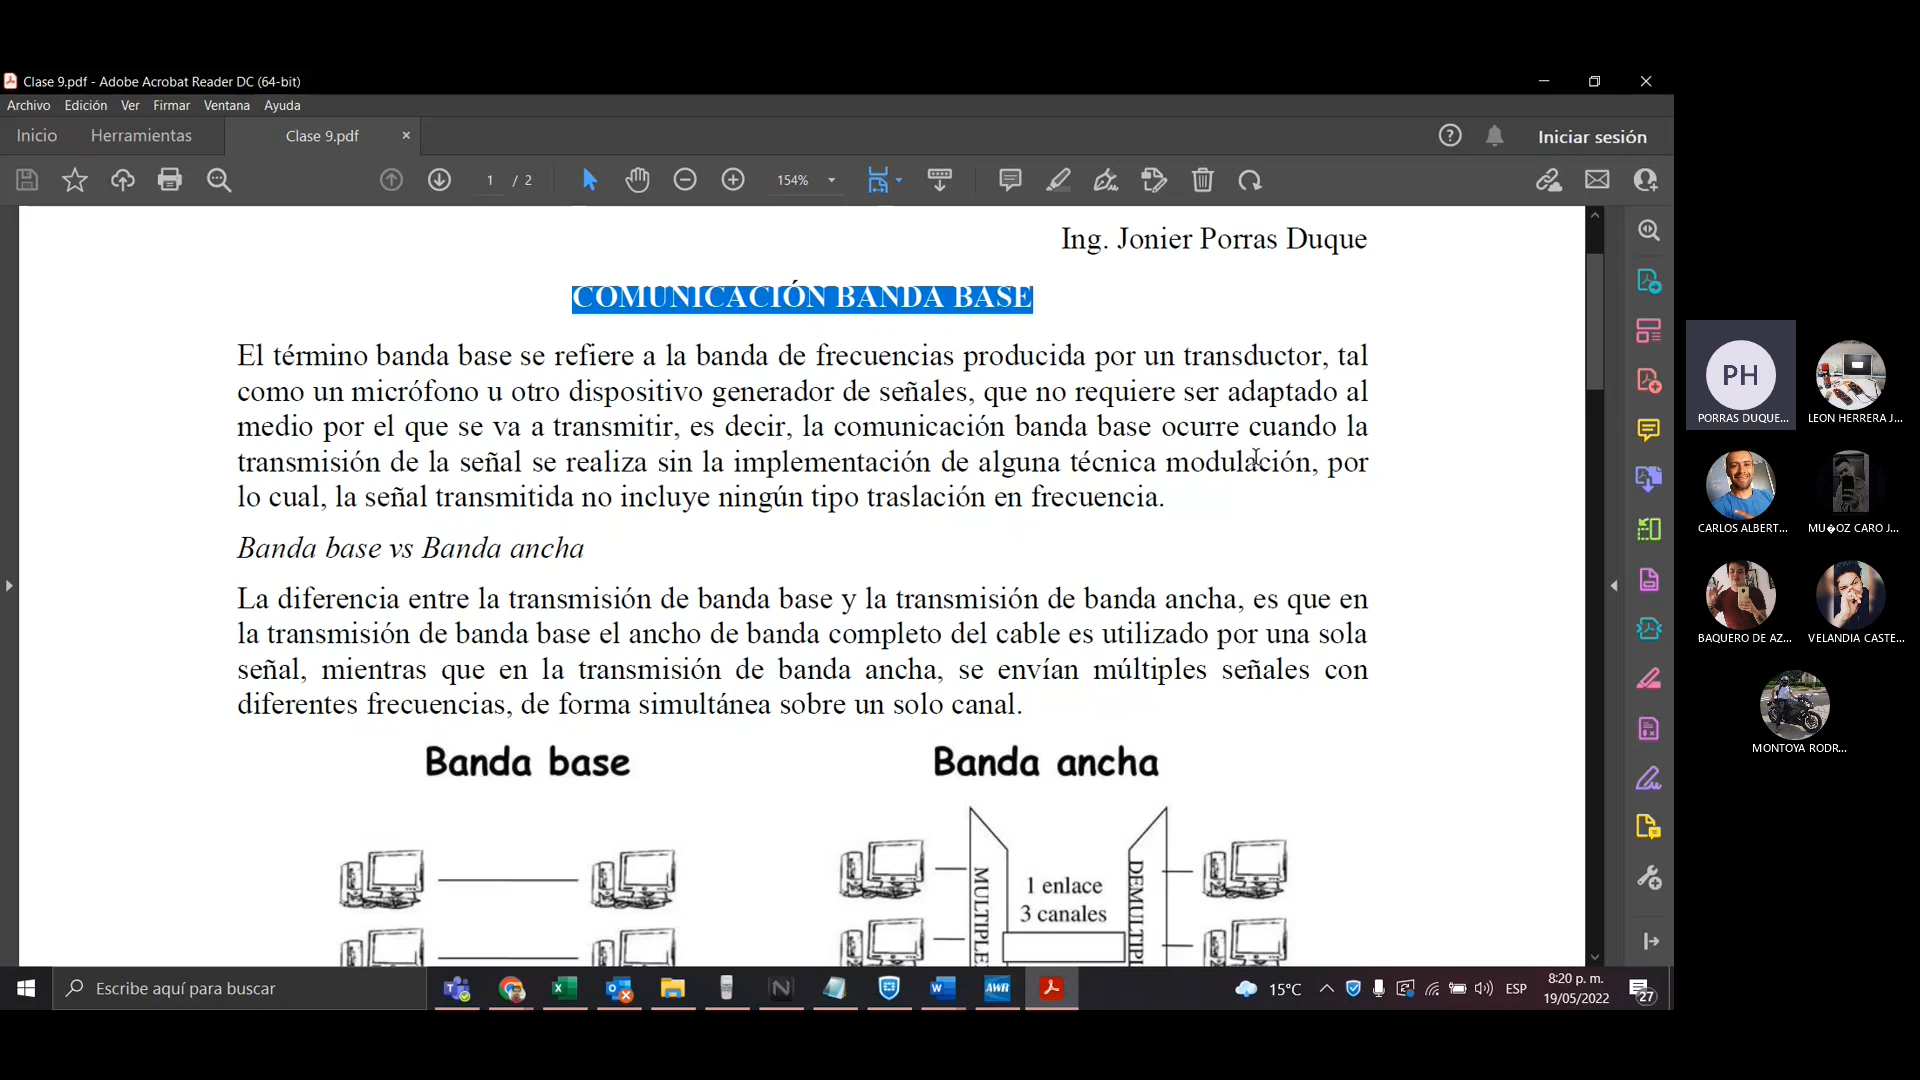 Clase 9.pdf - Adobe Acrobat Reader DC (64-bit)
Archivo Edición Ver Firmar Ventana Ayuda
Inicio Herramientas Clase 9.pdf × Iniciar sesión
1 / 2 154%
Ing. Jonier Porras Duque
COMUNICACIÓN BANDA BASE
El término banda base se refiere a la banda de frecuencias producida por un transductor, tal
como un micrófono u otro dispositivo generador de señales, que no requiere ser adaptado al
medio por el que se va a transmitir, es decir, la comunicación banda base ocurre cuando la
transmisión de la señal se realiza sin la implementación de alguna técnica modulación, por
lo cual, la señal transmitida no incluye ningún tipo traslación en frecuencia.
Banda base vs Banda ancha
La diferencia entre la transmisión de banda base y la transmisión de banda ancha, es que en
la transmisión de banda base el ancho de banda completo del cable es utilizado por una sola
señal, mientras que en la transmisión de banda ancha, se envían múltiples señales con
diferentes frecuencias, de forma simultánea sobre un solo canal.
Banda base Banda ancha
MULTIPLE
1 enlace
3 canales
DEMULTIPL
PH
PORRAS DUQUE... LEON HERRERA J...
CARLOS ALBERT... MU�OZ CARO J...
BAQUERO DE AZ... VELANDIA CASTE...
MONTOYA RODR...
Escribe aquí para buscar
AWR
15°C
ESP
8:20 p. m.
19/05/2022
27